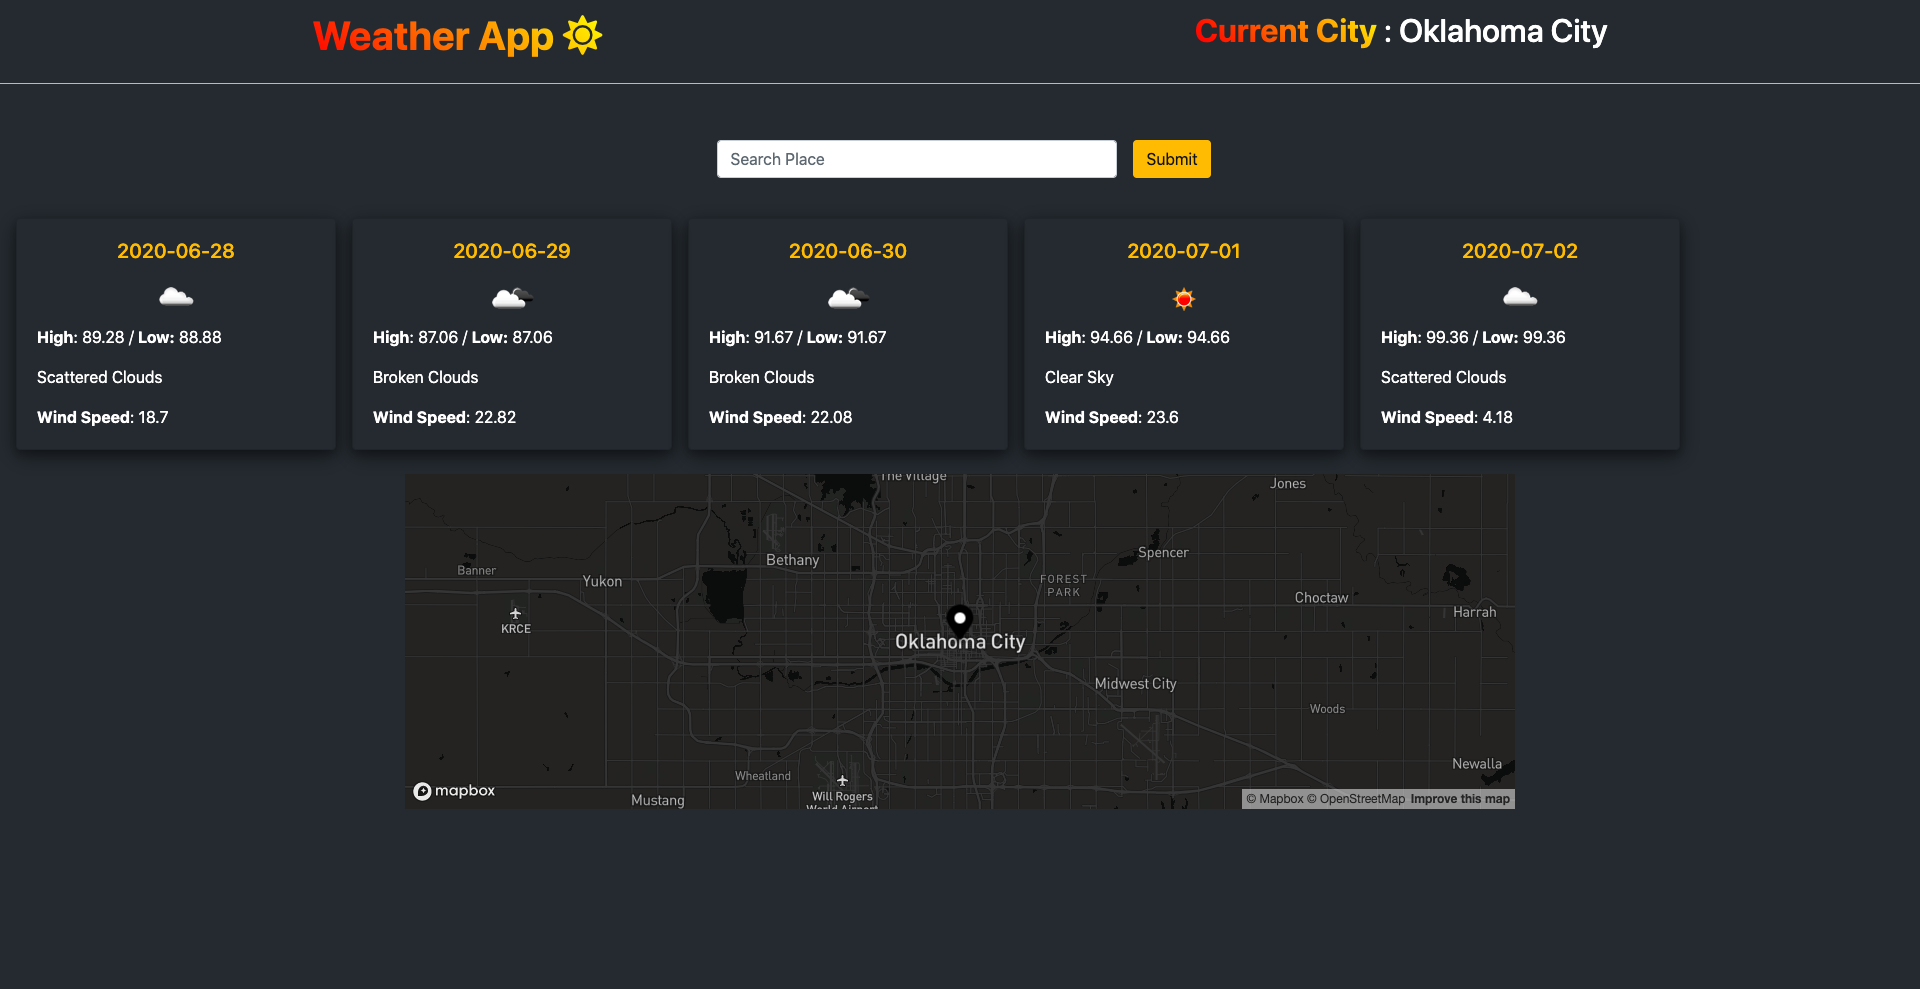 Weather App
Current City : Oklahoma City
Search Place
Submit
2020-06-28
High: 89.28 / Low: 88.88
Scattered Clouds
Wind Speed: 18.7
2020-06-29
High: 87.06 / Low: 87.06
Broken Clouds
Wind Speed: 22.82
2020-06-30
High: 91.67 / Low: 91.67
Broken Clouds
Wind Speed: 22.08
2020-07-01
High: 94.66 / Low: 94.66
Clear Sky
Wind Speed: 23.6
2020-07-02
High: 99.36 / Low: 99.36
Scattered Clouds
Wind Speed: 4.18
The Village
Jones
Spencer
Bethany
Banner
Yukon
FOREST
PARK
Choctaw
Harrah
KRCE
Oklahoma City
Midwest City
Woods
Newalla
Wheatland
mapbox
Mustang
Will Rogers
World Airport
© Mapbox © OpenStreetMap Improve this map